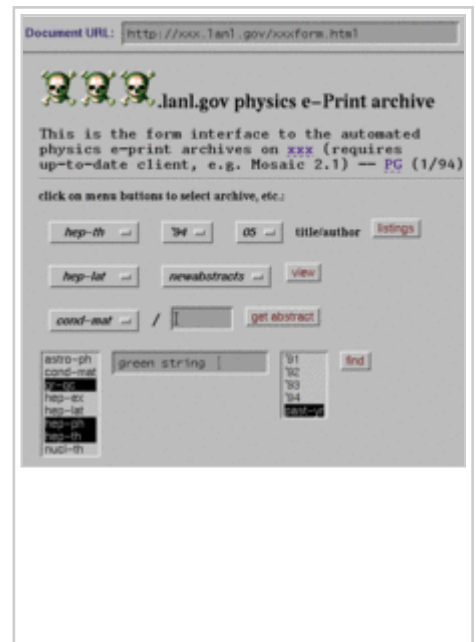 Document URL: http://xxx.lanl.gov/xxxform.html
.lanl.gov physics e-Print archive
This is the form interface to the automated
physics e-print archives on xxx (requires
up-to-date client, e.g. Mosaic 2.1) -- PG (1/94)
click on menu buttons to select archive, etc.:
hep-th '94 05 title/author listings
hep-lat newabstracts view
cond-mat / get abstract
astro-ph green string '91 find
cond-mat '92
gr-qc '93
hep-ex '94
hep-lat past-yr
hep-ph
hep-th
nucl-th